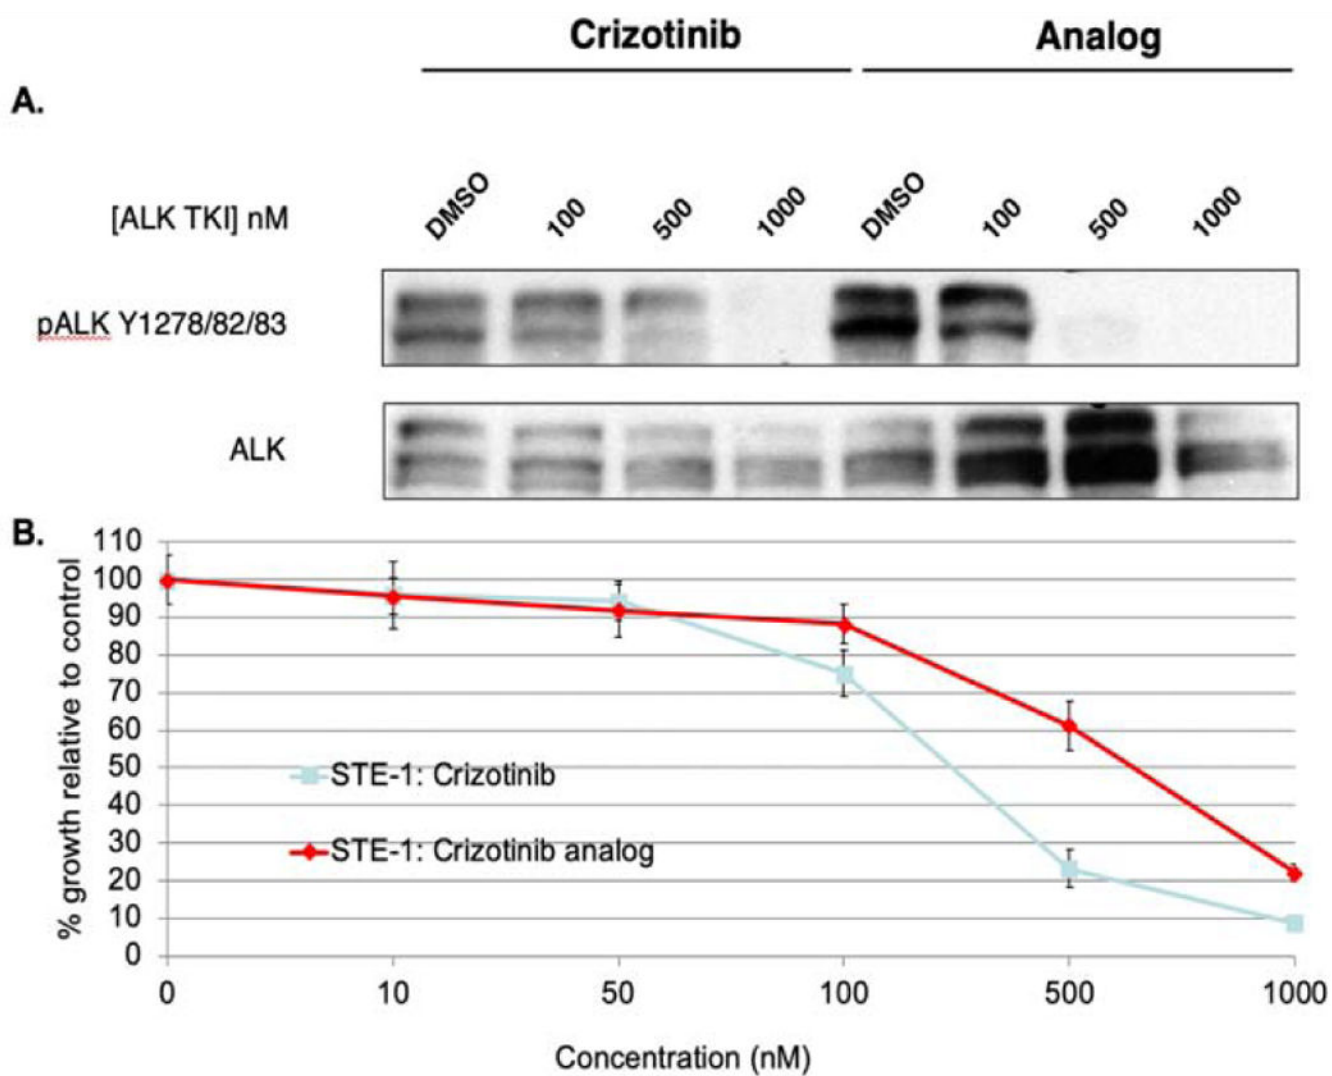 Crizotinib Analog
A.
[ALK TKI] nM DMSO 100 500 1000 DMSO 100 500 1000
pALK Y1278/82/83
ALK
B.
110
100
90
80
70
60
50
40
30
20
10
0
% growth relative to control
STE-1: Crizotinib
STE-1: Crizotinib analog
0 10 50 100 500 1000
Concentration (nM)